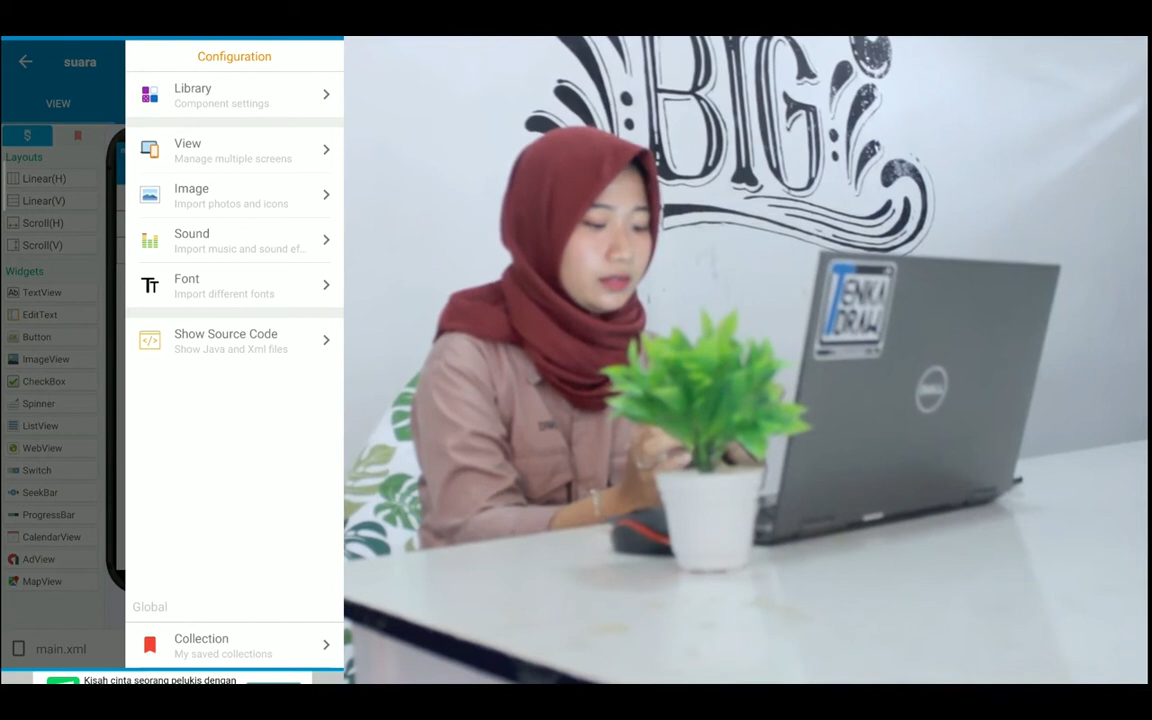 suara
VIEW
Layouts
Linear(H)
Linear(V)
Scroll(H)
Scroll(V)
Widgets
TextView
EditText
Button
ImageView
CheckBox
Spinner
ListView
WebView
Switch
SeekBar
ProgressBar
CalendarView
AdView
MapView
main.xml
Configuration
Library
Component settings
View
Manage multiple screens
Image
Import photos and icons
Sound
Import music and sound ef...
Font
Import different fonts
Show Source Code
Show Java and Xml files
Global
Collection
My saved collections
Kisah cinta seorang pelukis dengan
BIG
TENKA
DRAW
DELL